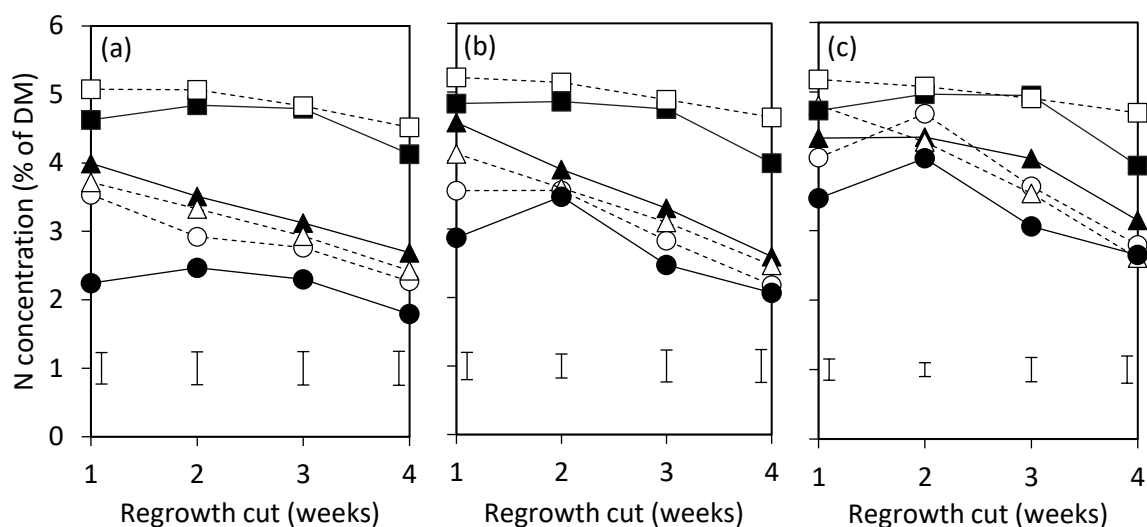 N concentration (% of DM)
6
5
4
3
2
1
0
(a)
(b)
(c)
1 2 3 4
1 2 3 4
1 2 3 4
Regrowth cut (weeks)
Regrowth cut (weeks)
Regrowth cut (weeks)